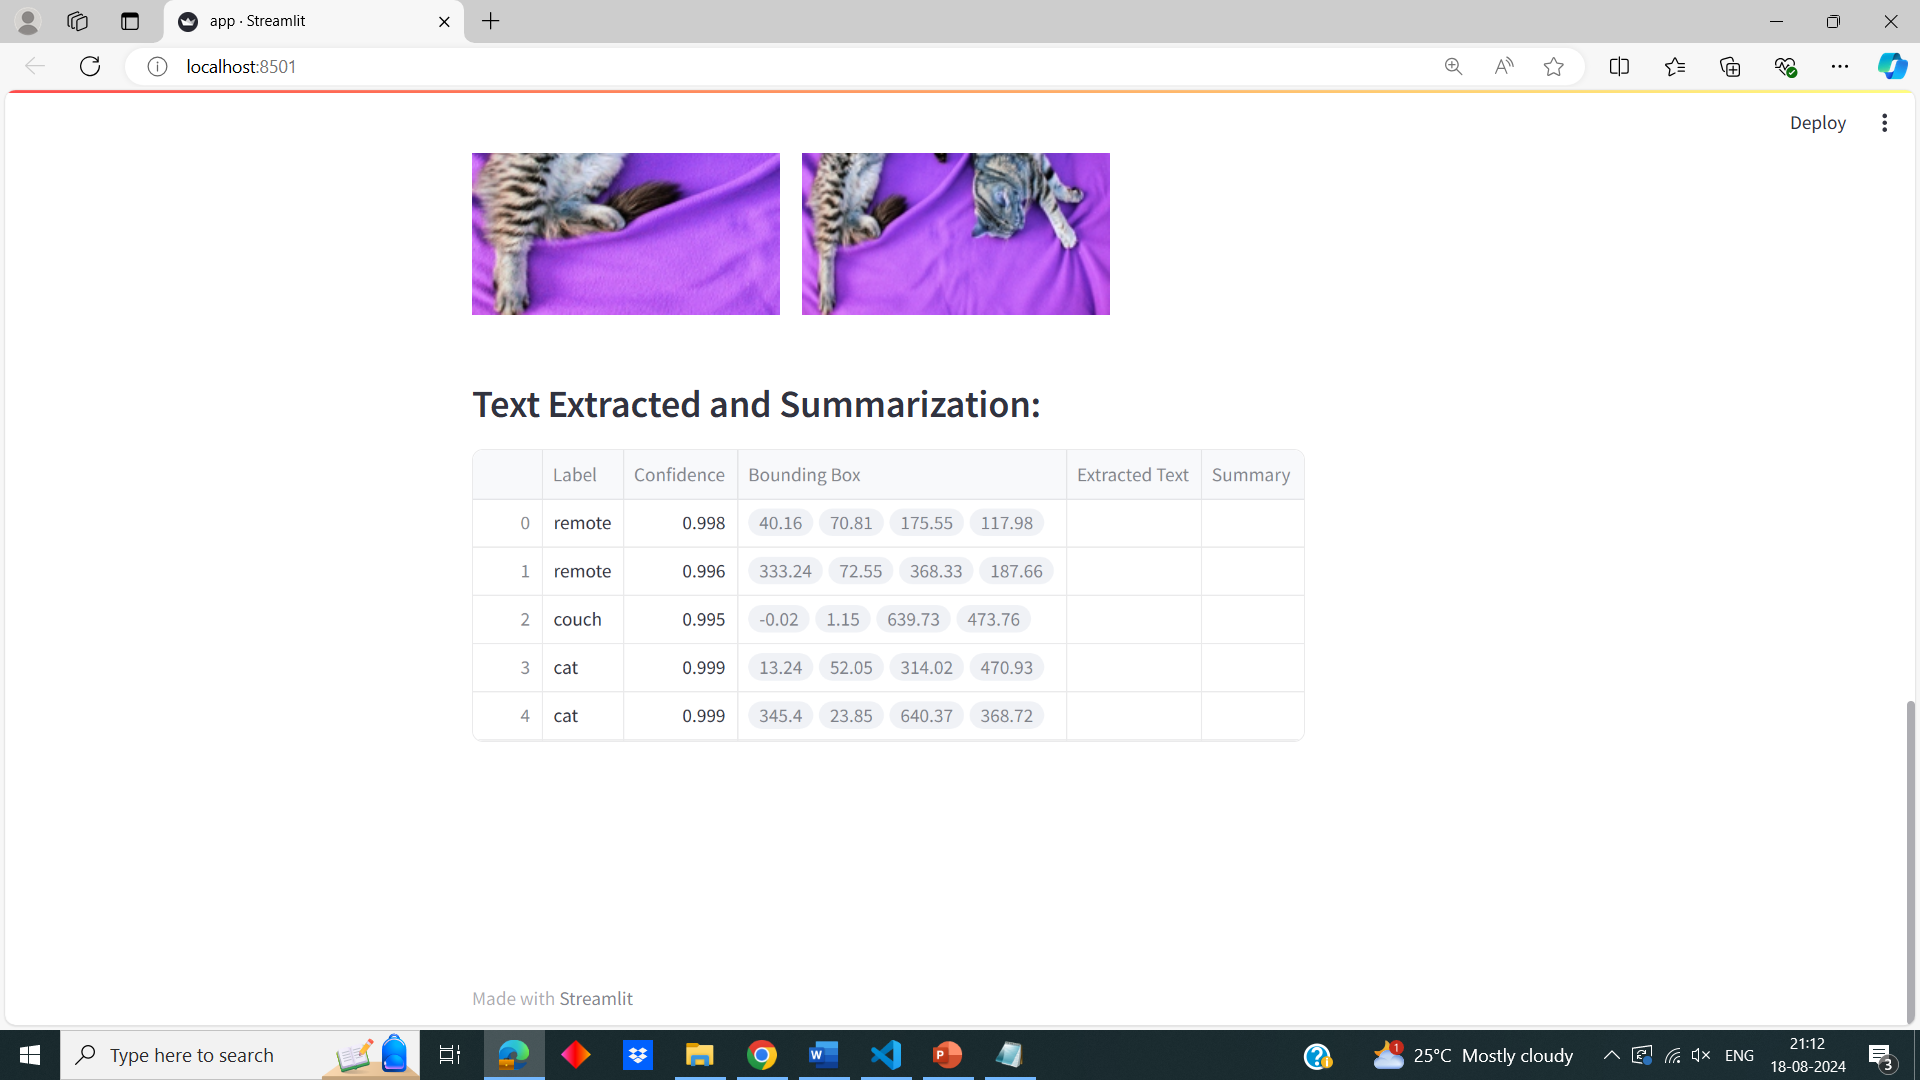 app · Streamlit
localhost:8501
Deploy
Text Extracted and Summarization:
Label Confidence Bounding Box Extracted Text Summary
0 remote 0.998 40.16 70.81 175.55 117.98
1 remote 0.996 333.24 72.55 368.33 187.66
2 couch 0.995 -0.02 1.15 639.73 473.76
3 cat 0.999 13.24 52.05 314.02 470.93
4 cat 0.999 345.4 23.85 640.37 368.72
Made with Streamlit
Type here to search
1
25°C Mostly cloudy
ENG
21:12
18-08-2024
3